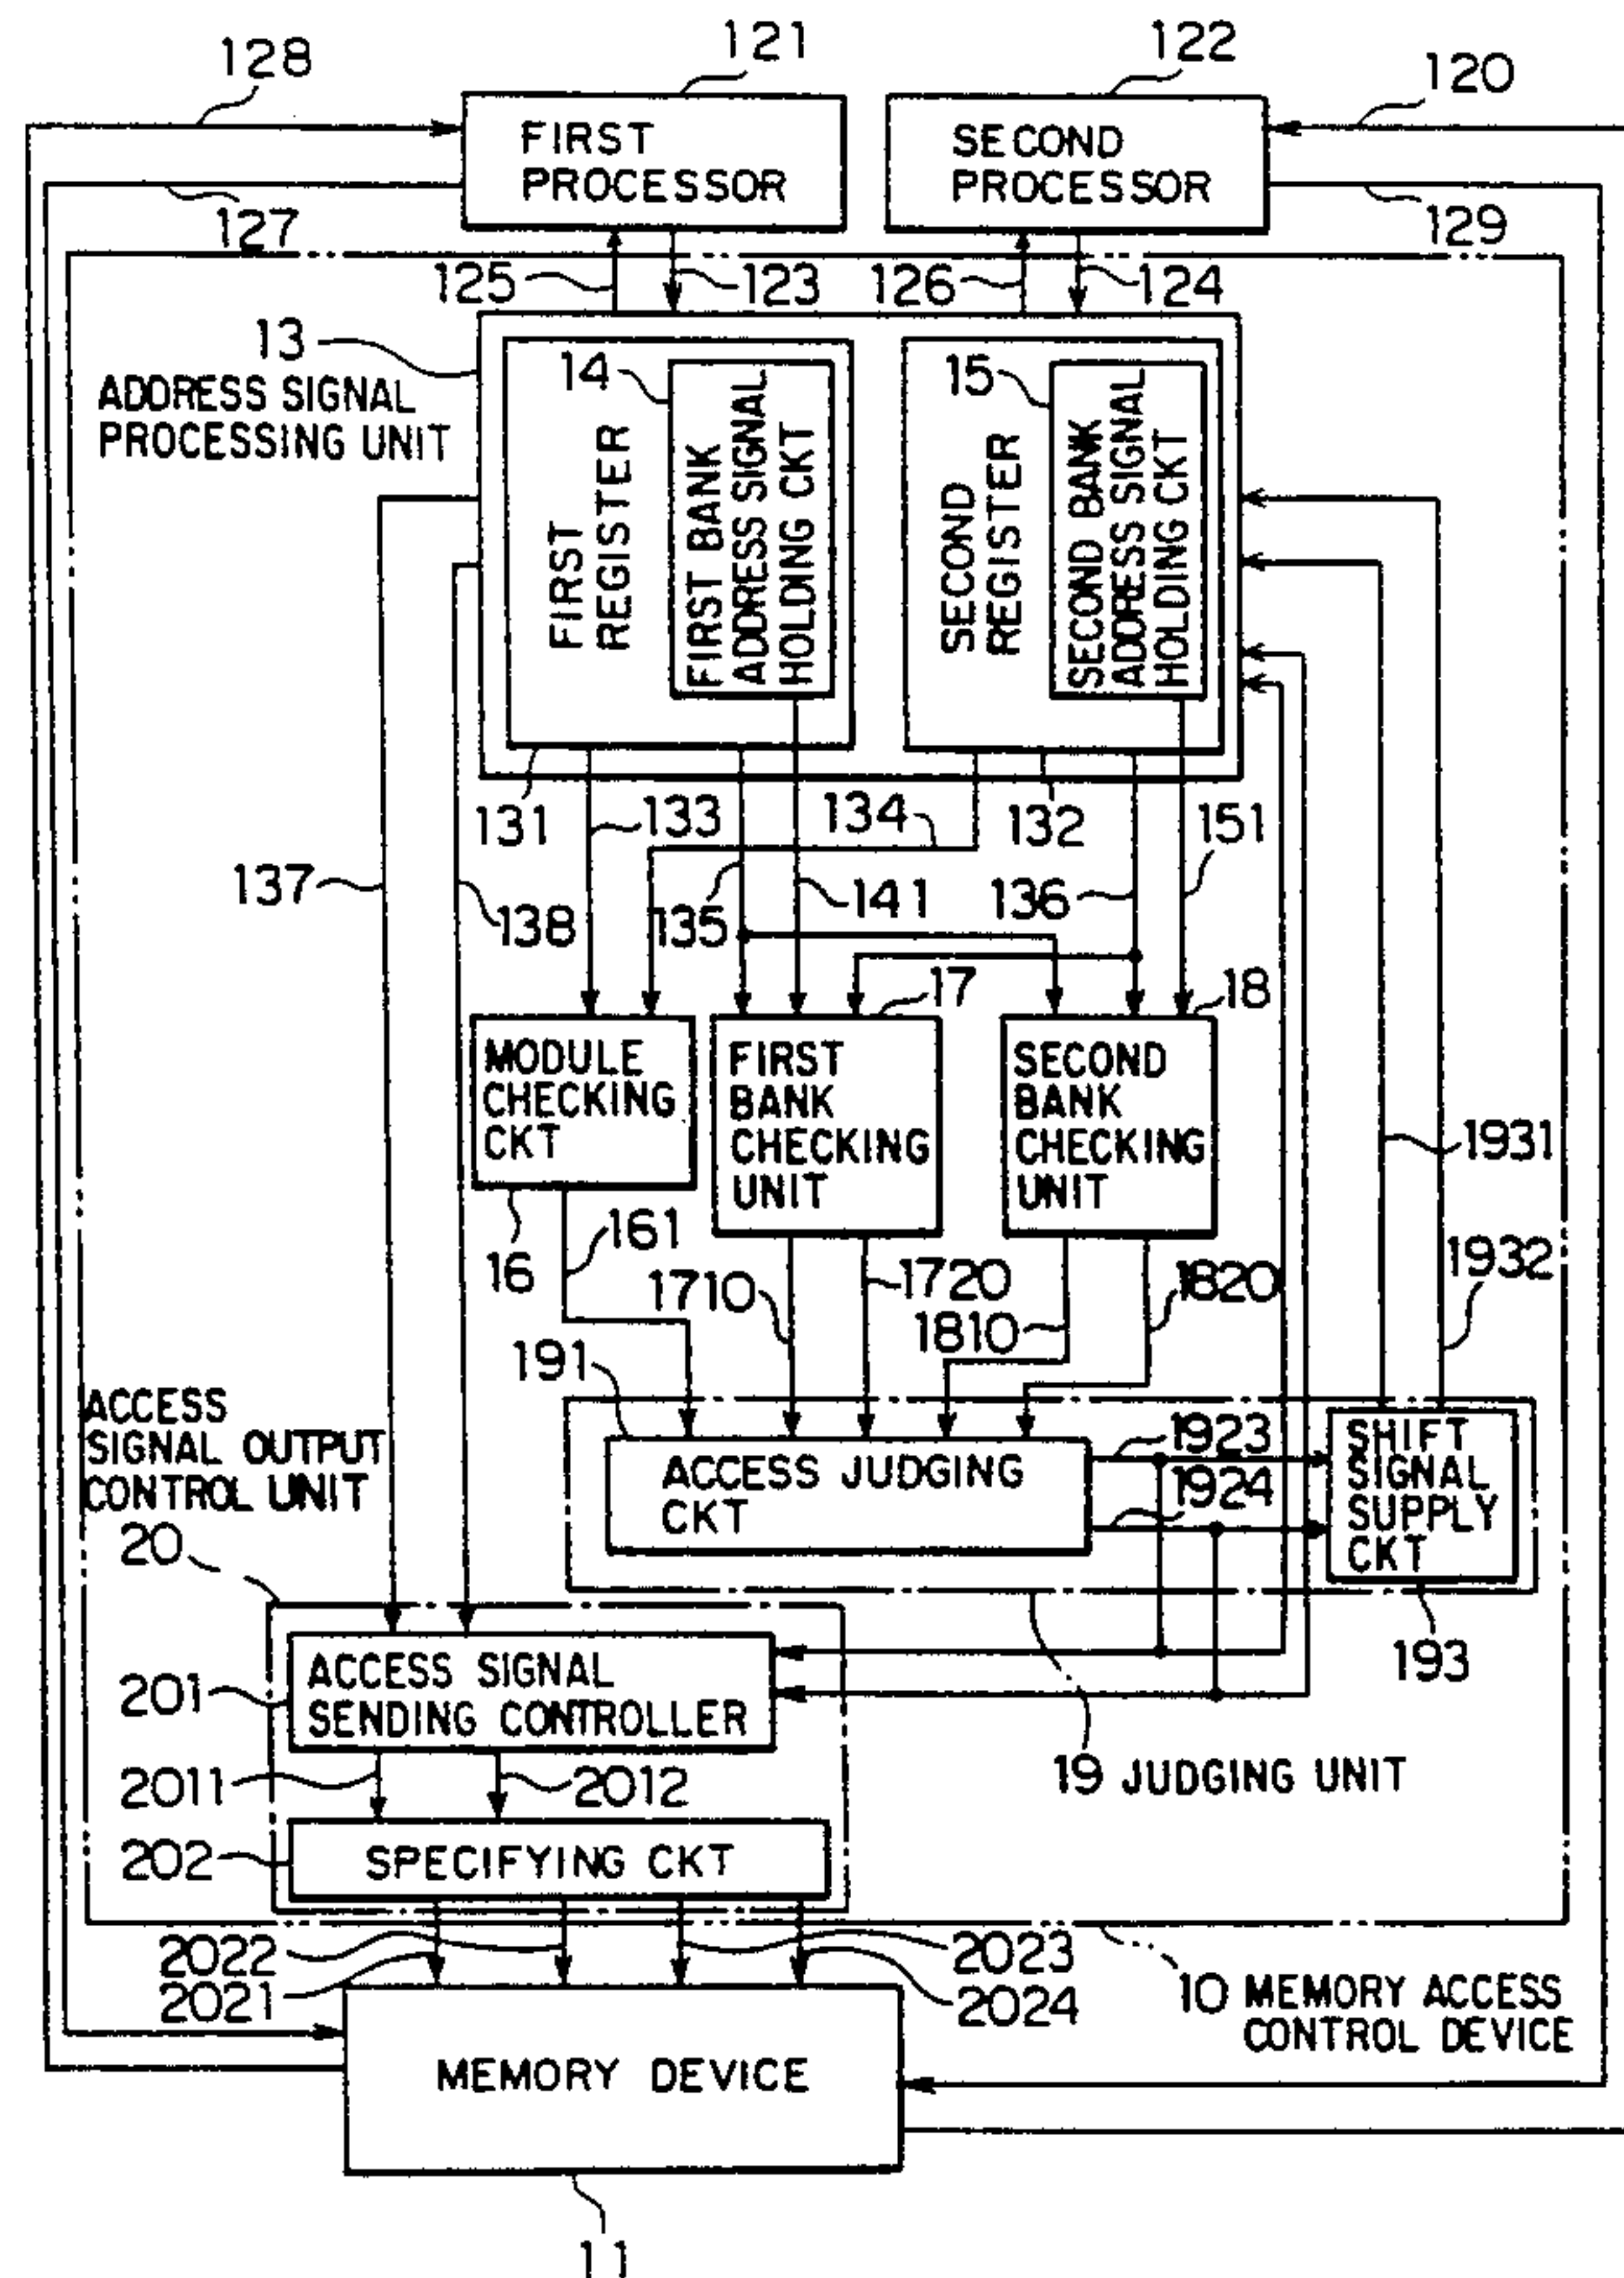 128
121
122
120
FIRST
PROCESSOR
SECOND
PROCESSOR
127
129
125
123
126
124
13
ADDRESS SIGNAL
PROCESSING UNIT
14
15
FIRST
REGISTER
FIRST BANK
ADDRESS SIGNAL
HOLDING CKT
SECOND
REGISTER
SECOND BANK
ADDRESS SIGNAL
HOLDING CKT
131
133
134
132
151
137
138
135
141
136
17
18
MODULE
CHECKING
CKT
FIRST
BANK
CHECKING
UNIT
SECOND
BANK
CHECKING
UNIT
1931
16
161
1710
1720
1810
1820
1932
191
ACCESS
SIGNAL OUTPUT
CONTROL UNIT
20
ACCESS JUDGING
CKT
1923
1924
SHIFT
SIGNAL
SUPPLY
CKT
193
201
ACCESS SIGNAL
SENDING CONTROLLER
19 JUDGING UNIT
2011
2012
202
SPECIFYING CKT
2022
2021
2023
2024
10 MEMORY ACCESS
CONTROL DEVICE
MEMORY DEVICE
11